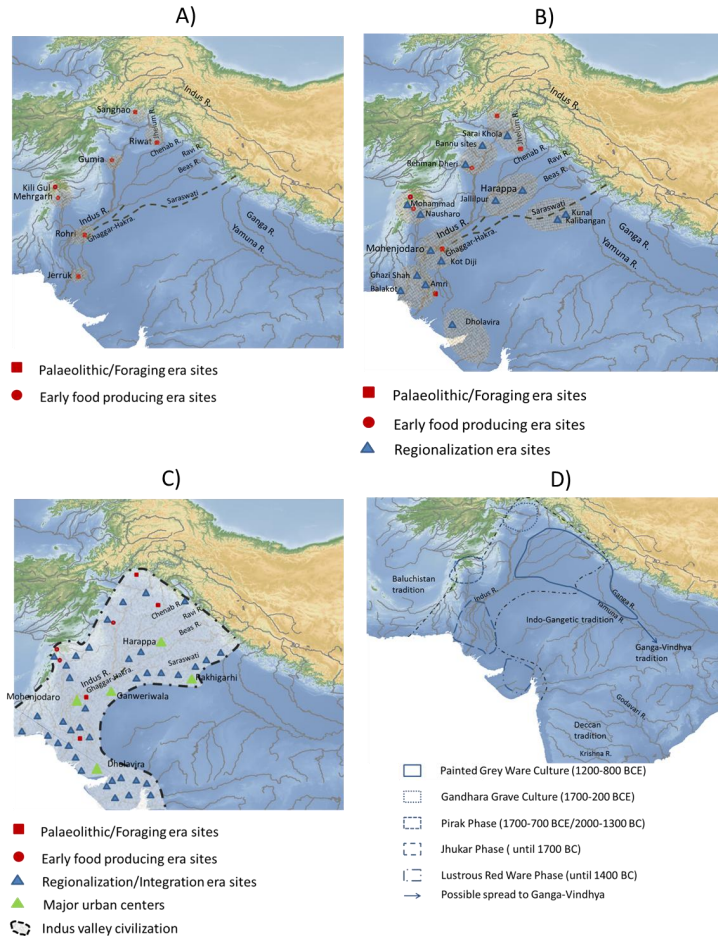 A)
Indus R.
Sanghao
Jhelum R.
Riwat
Chenab R.
Gumla
Ravi R.
Beas R.
Kili Gul
Mehrgarh
Saraswati
Indus R.
Rohri
Ghaggar-Hakra.
Ganga R.
Yamuna R.
Jerruk
Palaeolithic/Foraging era sites
Early food producing era sites
B)
Indus R.
Jhelum R.
Sarai Khola
Bannu sites
Chenab R.
Ravi R.
Rehman Dheri
Beas R.
Harappa
Jallilpur
Mohammad
Nausharo
Saraswati
Kunal
Kalibangan
Indus R.
Ghaggar-Hakra.
Ganga R.
Yamuna R.
Mohenjodaro
Kot Diji
Ghazi Shah
Amri
Balakot
Dholavira
Palaeolithic/Foraging era sites
Early food producing era sites
Regionalization era sites
C)
Chenab R.
Ravi R.
Beas R.
Harappa
Saraswati
Indus R.
Ghaggar-Hakra.
Rakhigarhi
Mohenjodaro
Ganweriwala
Dholavira
Palaeolithic/Foraging era sites
Early food producing era sites
Regionalization/Integration era sites
Major urban centers
Indus valley civilization
D)
Baluchistan
tradition
Indus R.
Ganga R.
Yamuna R.
Indo-Gangetic tradition
Ganga-Vindhya
tradition
Godavari R.
Deccan
tradition
Krishna R.
Painted Grey Ware Culture (1200-800 BCE)
Gandhara Grave Culture (1700-200 BCE)
Pirak Phase (1700-700 BCE/2000-1300 BC)
Jhukar Phase ( until 1700 BC)
Lustrous Red Ware Phase (until 1400 BC)
Possible spread to Ganga-Vindhya